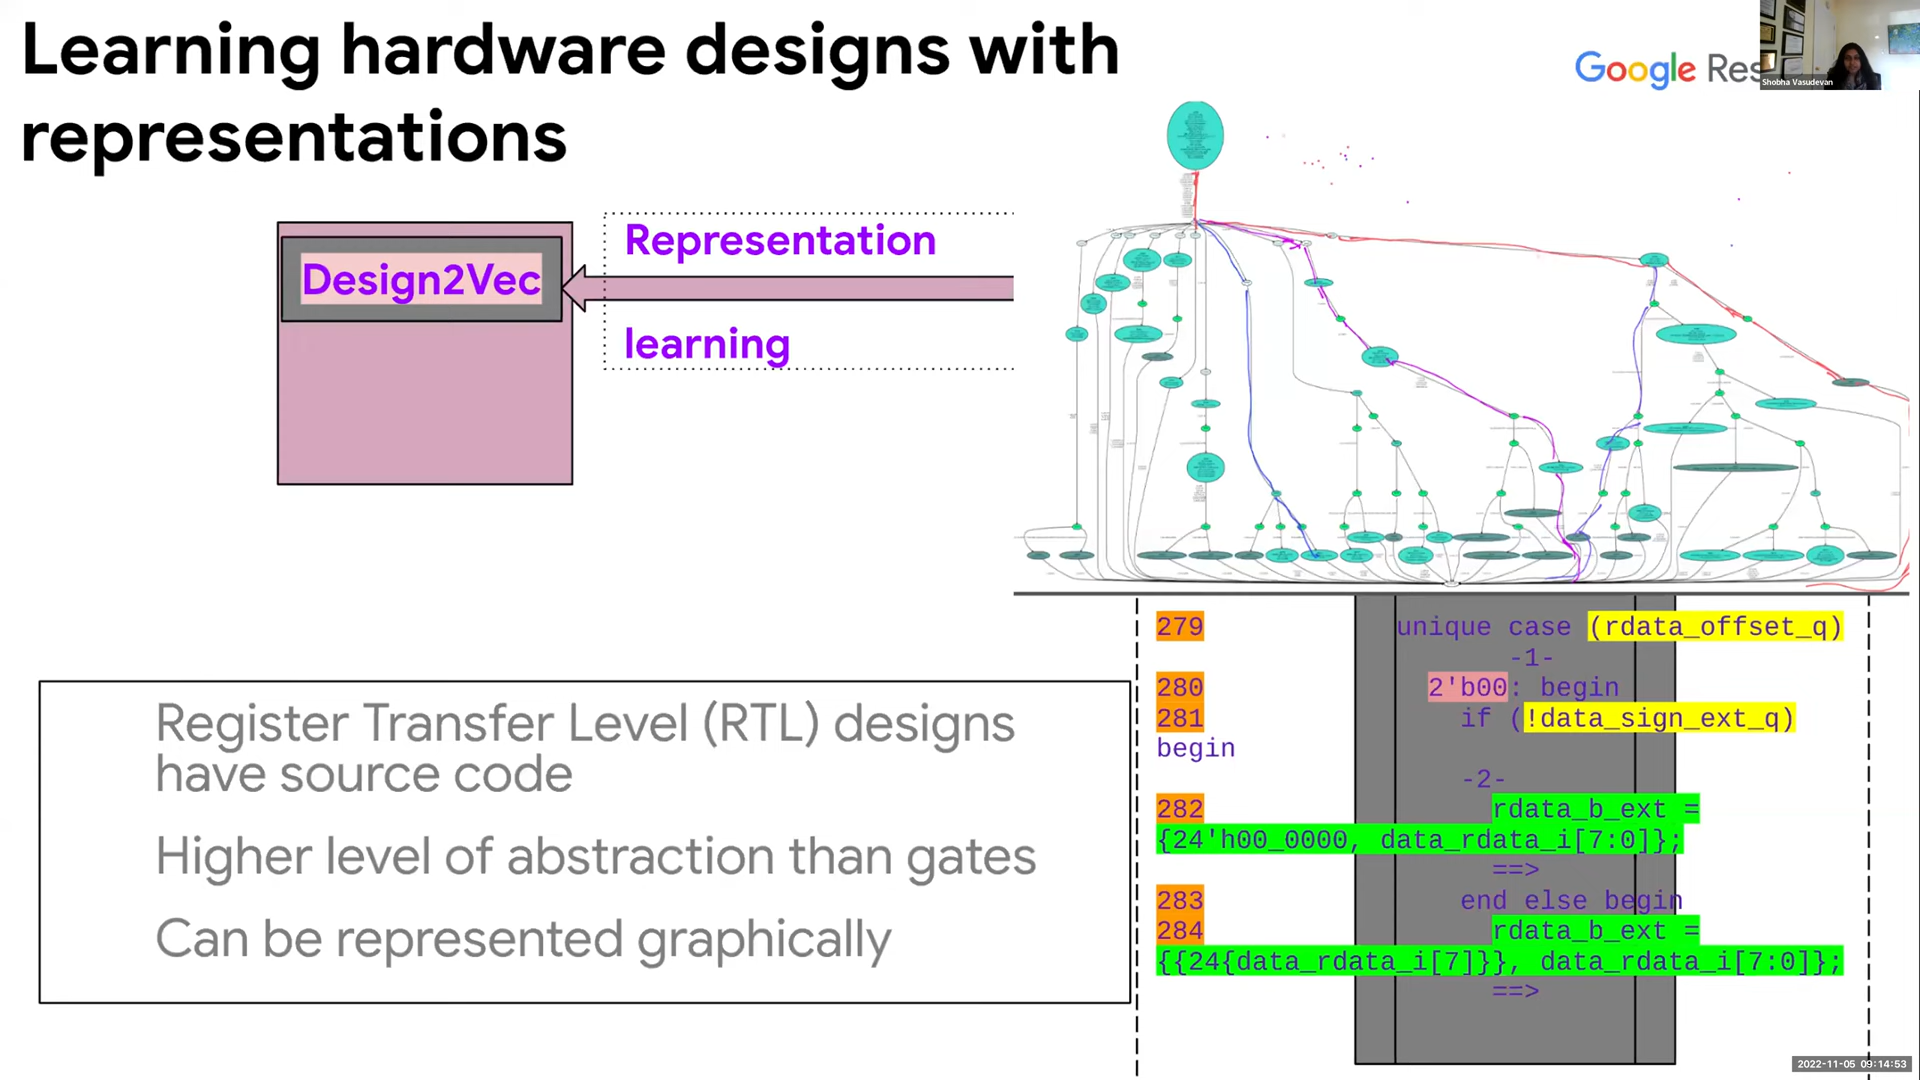 Learning hardware designs with
representations
Google Res
Shobha Vasudevan
Representation
Design2Vec
learning
Register Transfer Level (RTL) designs
have source code
Higher level of abstraction than gates
Can be represented graphically
279 unique case (rdata_offset_q)
-1-
280 2'b00: begin
281 if (!data_sign_ext_q)
begin
-2-
282 rdata_b_ext =
{24'h00_0000, data_rdata_i[7:0]};
==>
283 end else begin
284 rdata_b_ext =
{{24{data_rdata_i[7]}}, data_rdata_i[7:0]};
==>
2022-11-05 09:14:53